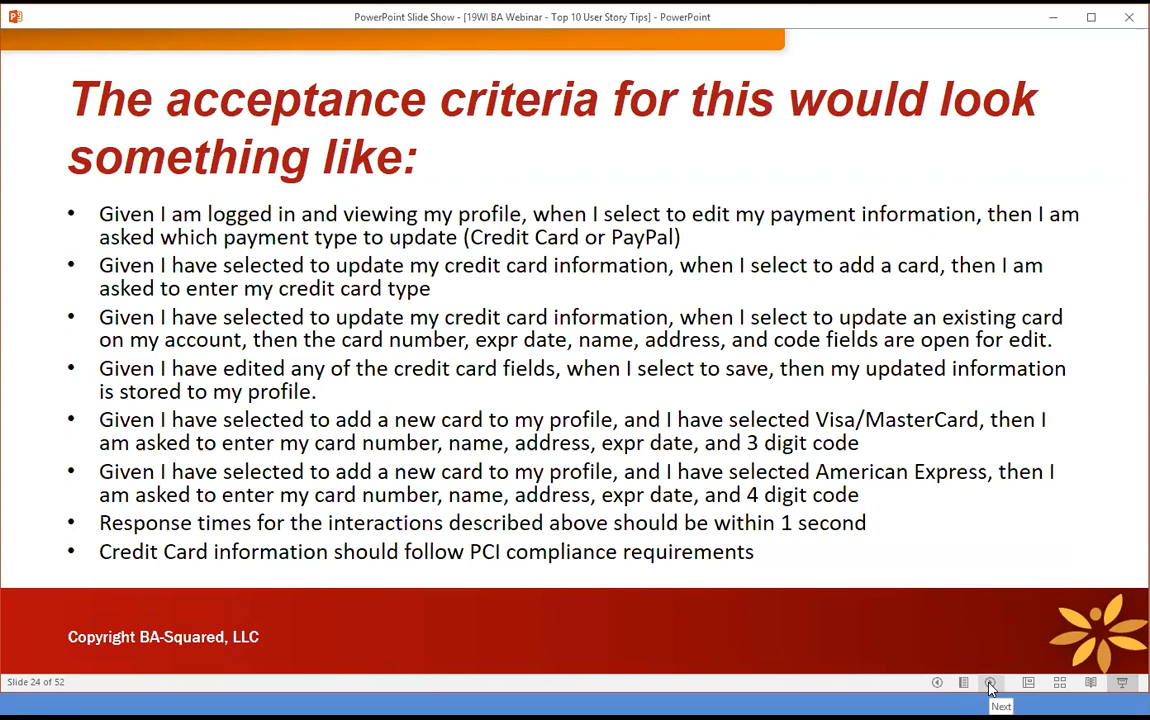 PowerPoint Slide Show - [19WI BA Webinar - Top 10 User Story Tips] - PowerPoint
The acceptance criteria for this would look
something like:
• Given I am logged in and viewing my profile, when I select to edit my payment information, then I am
asked which payment type to update (Credit Card or PayPal)
• Given I have selected to update my credit card information, when I select to add a card, then I am
asked to enter my credit card type
• Given I have selected to update my credit card information, when I select to update an existing card
on my account, then the card number, expr date, name, address, and code fields are open for edit.
• Given I have edited any of the credit card fields, when I select to save, then my updated information
is stored to my profile.
• Given I have selected to add a new card to my profile, and I have selected Visa/MasterCard, then I
am asked to enter my card number, name, address, expr date, and 3 digit code
• Given I have selected to add a new card to my profile, and I have selected American Express, then I
am asked to enter my card number, name, address, expr date, and 4 digit code
• Response times for the interactions described above should be within 1 second
• Credit Card information should follow PCI compliance requirements
Copyright BA-Squared, LLC
Slide 24 of 52
Next